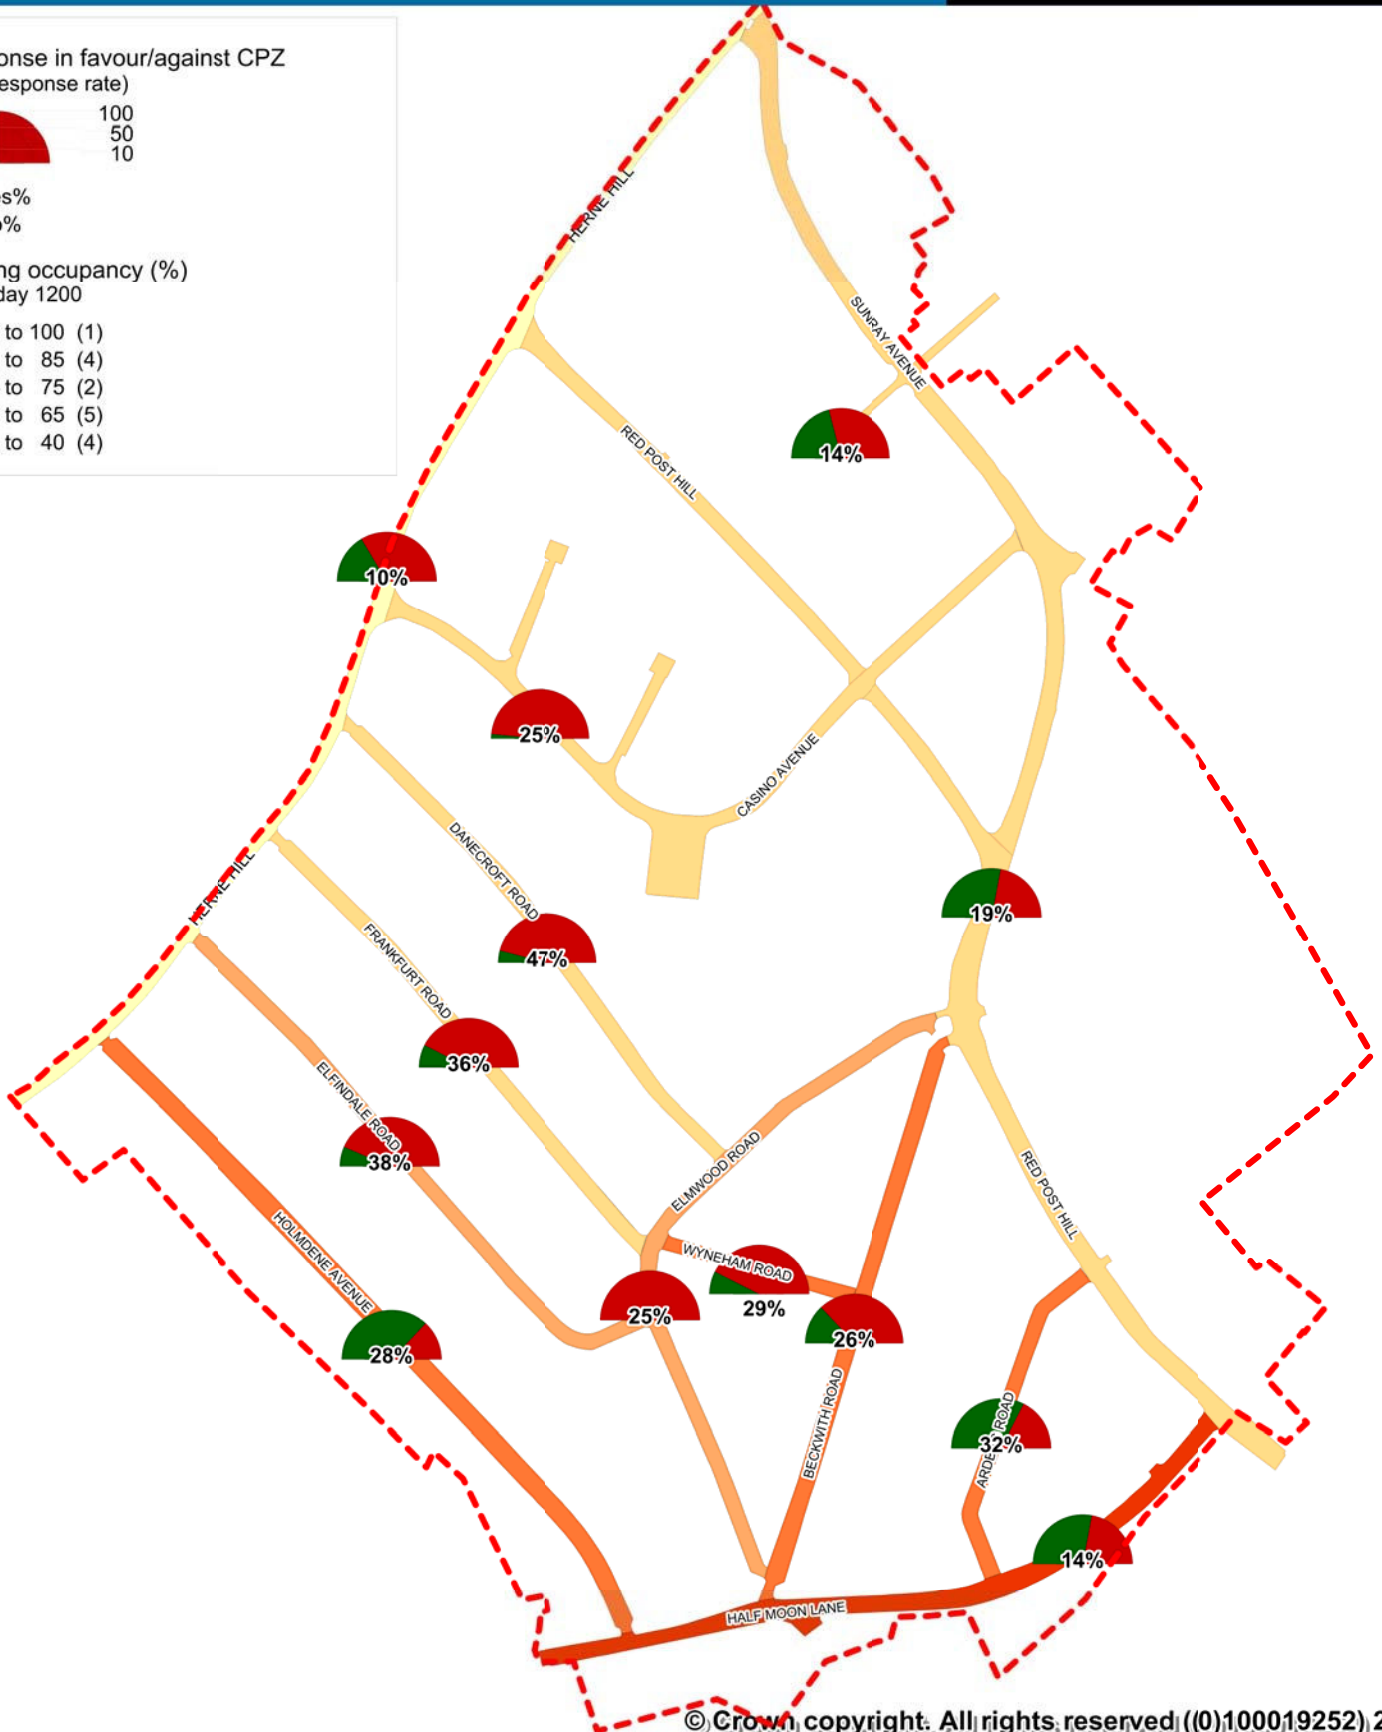 onse in favour/against CPZ
esponse rate)
100
50
10
s%
%
ng occupancy (%)
day 1200
to 100 (1)
to 85 (4)
to 75 (2)
to 65 (5)
to 40 (4)
HERNE HILL
SUNRAY AVENUE
RED POST HILL
14%
10%
25%
CASINO AVENUE
DANECROFT ROAD
HERNE HILL
19%
FRANKFURT ROAD
47%
36%
ELFINDALE ROAD
38%
ELMWOOD ROAD
RED POST HILL
HOLMDENE AVENUE
WYNEHAM ROAD
29%
25%
26%
28%
BECKWITH ROAD
ROAD
32%
14%
HALF MOON LANE
© Crown copyright. All rights reserved ((0)100019252) 2